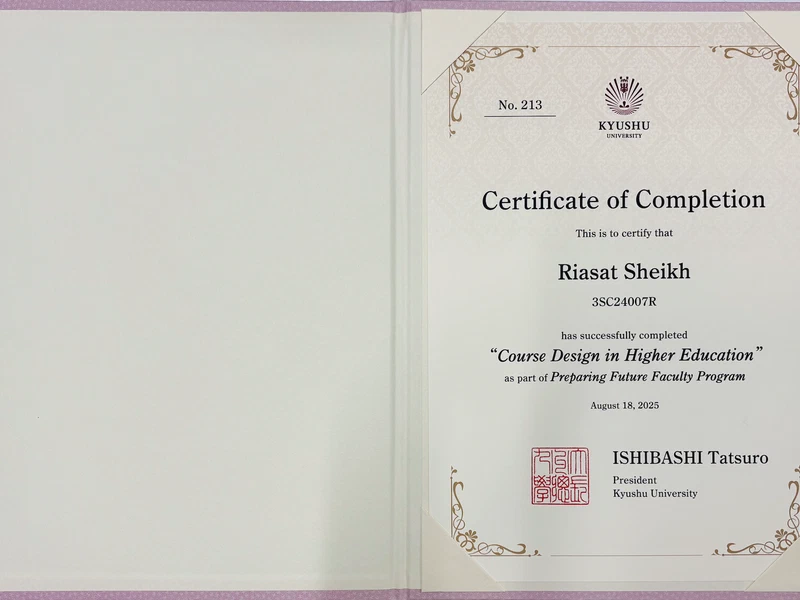 No. 213
KYUSHU
UNIVERSITY
Certificate of Completion
This is to certify that
Riasat Sheikh
3SC24007R
has successfully completed
“Course Design in Higher Education”
as part of Preparing Future Faculty Program
August 18, 2025
ISHIBASHI Tatsuro
President
Kyushu University